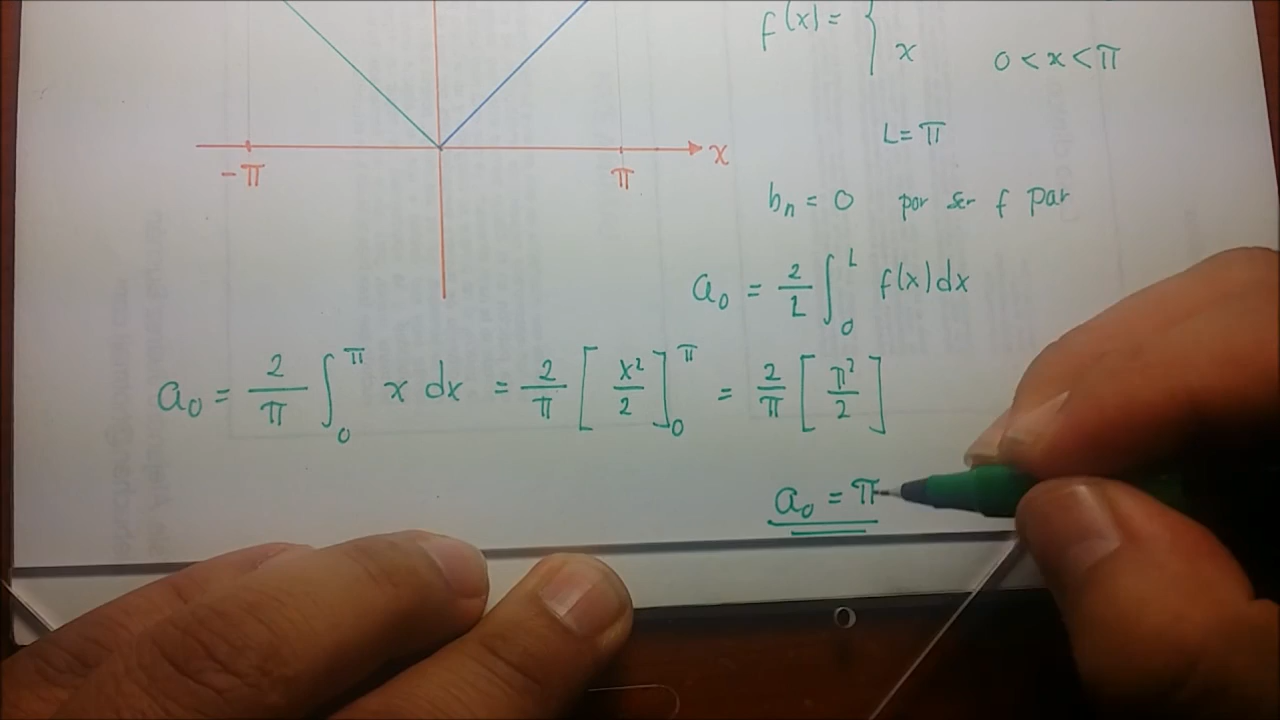 f(x) = { x 0 < x < π
x
-π π
L = π
bn = 0 por ser f par
a0 = 2/L ∫0^L f(x) dx
a0 = 2/π ∫0^π x dx = 2/π [x²/2]0^π = 2/π [π²/2]
a0 = π